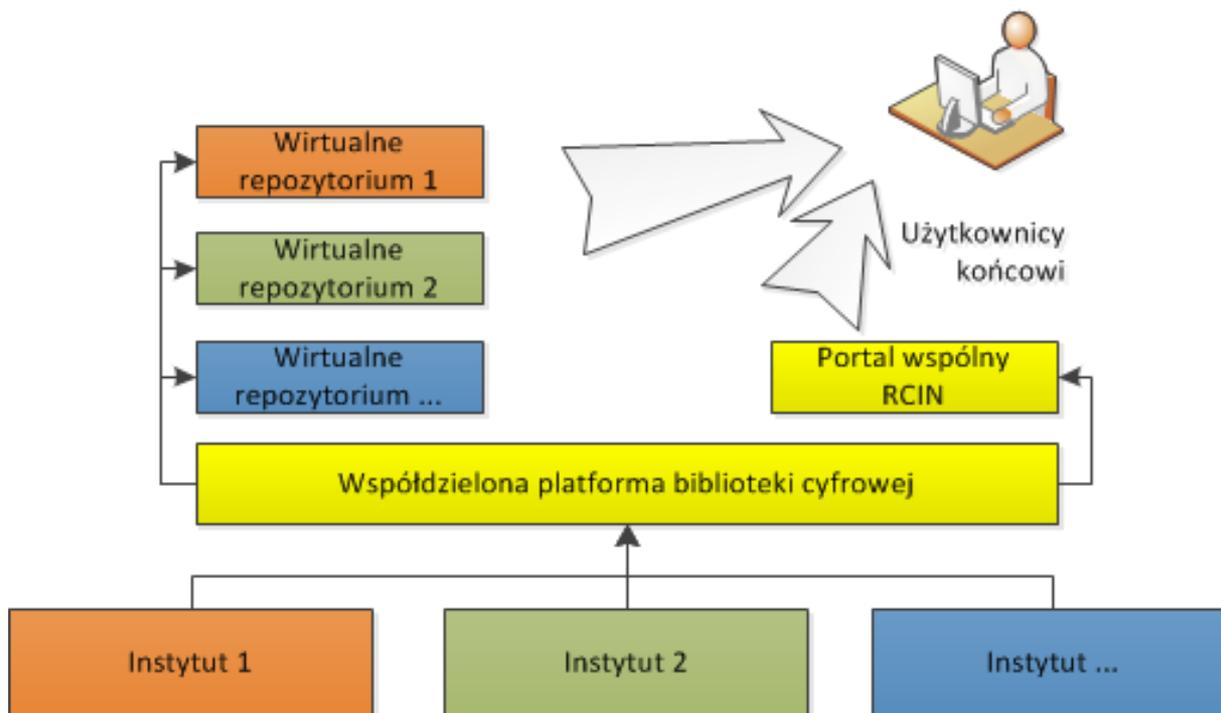 Wirtualne
repozytorium 1
Wirtualne
repozytorium 2
Użytkownicy
końcowi
Wirtualne
repozytorium ...
Portal wspólny
RCIN
Współdzielona platforma biblioteki cyfrowej
Instytut 1
Instytut 2
Instytut ...